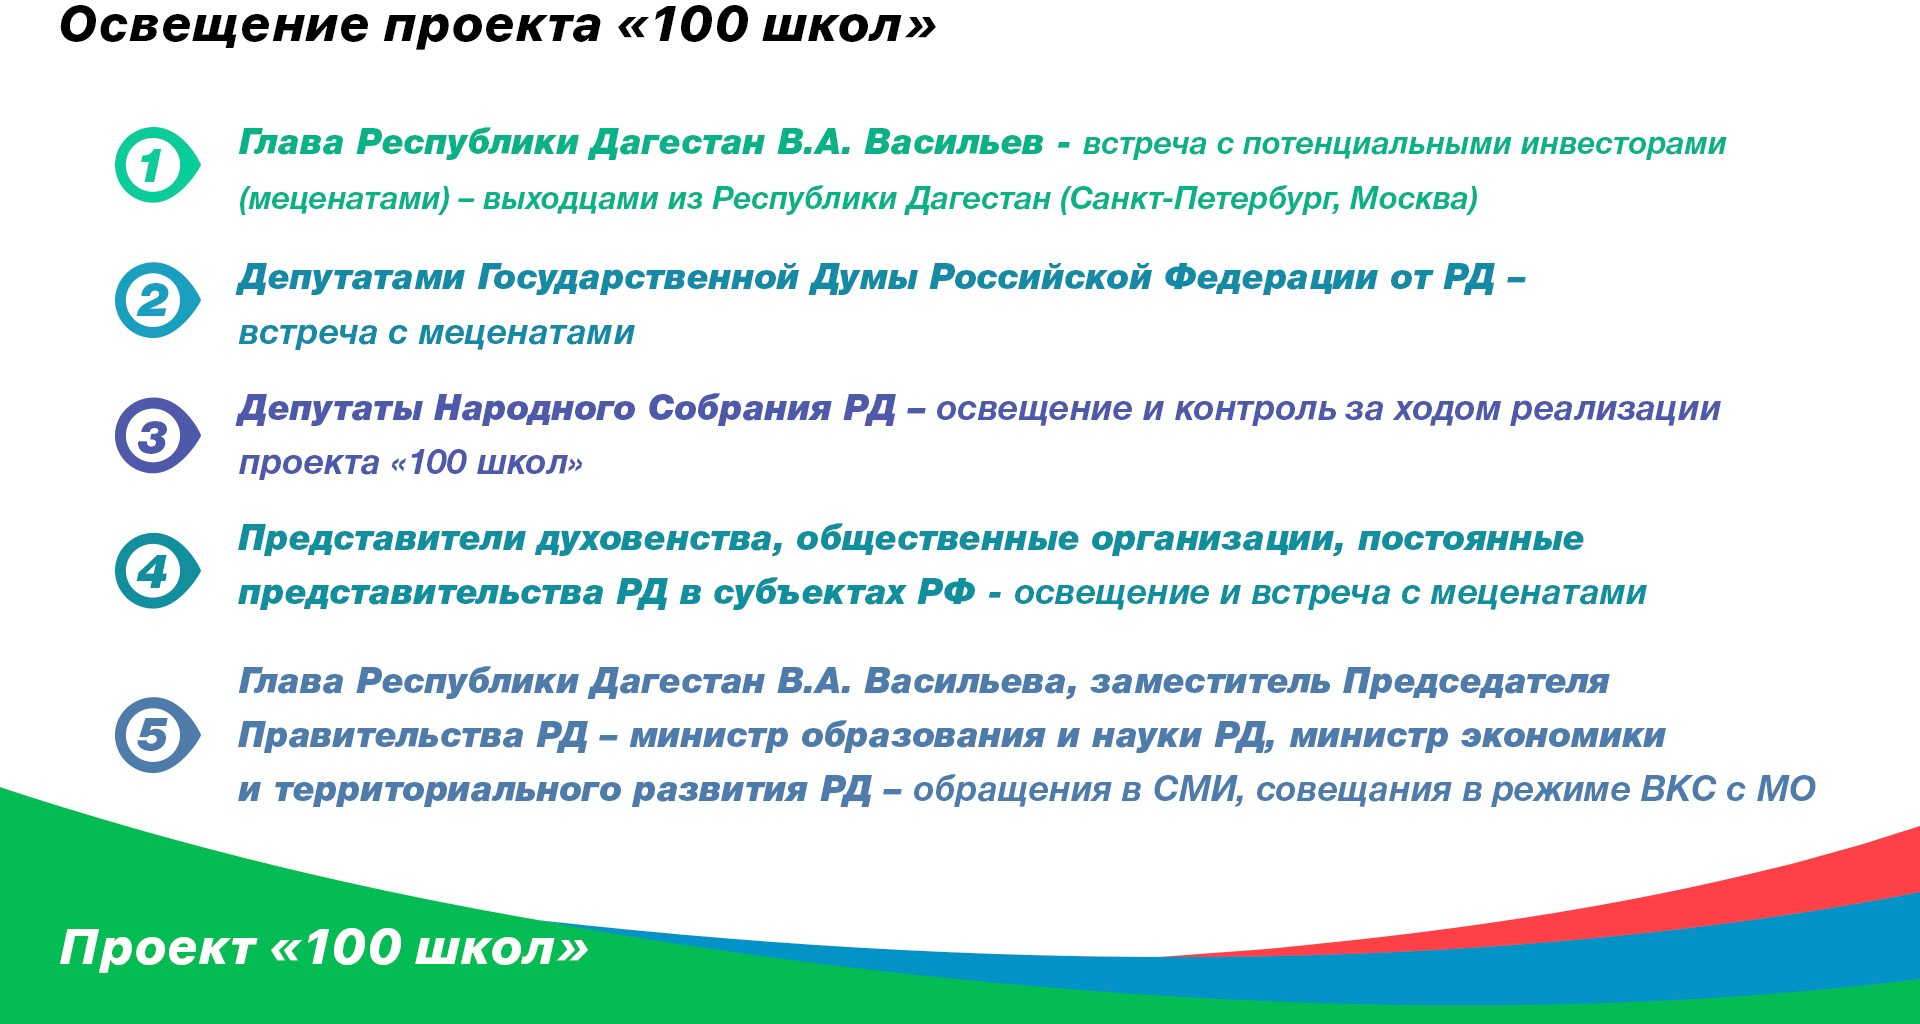 Освещение проекта «100 школ»
1
Глава Республики Дагестан В.А. Васильев - встреча с потенциальными инвесторами
(меценатами) – выходцами из Республики Дагестан (Санкт-Петербург, Москва)
2
Депутатами Государственной Думы Российской Федерации от РД –
встреча с меценатами
3
Депутаты Народного Собрания РД – освещение и контроль за ходом реализации
проекта «100 школ»
4
Представители духовенства, общественные организации, постоянные
представительства РД в субъектах РФ - освещение и встреча с меценатами
5
Глава Республики Дагестан В.А. Васильева, заместитель Председателя
Правительства РД – министр образования и науки РД, министр экономики
и территориального развития РД – обращения в СМИ, совещания в режиме ВКС с МО
Проект «100 школ»